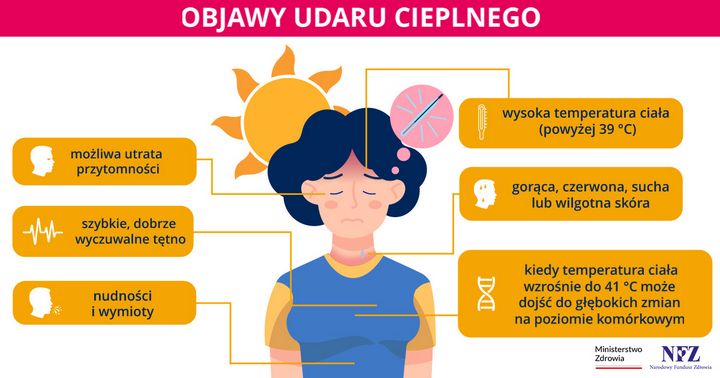 OBJAWY UDARU CIEPLNEGO
możliwa utrata
przytomności
szybkie, dobrze
wyczuwalne tętno
nudności
i wymioty
wysoka temperatura ciała
(powyżej 39 °C)
gorąca, czerwona, sucha
lub wilgotna skóra
kiedy temperatura ciała
wzrośnie do 41 °C może
dojść do głębokich zmian
na poziomie komórkowym
Ministerstwo
Zdrowia
NFZ
Narodowy Fundusz Zdrowia